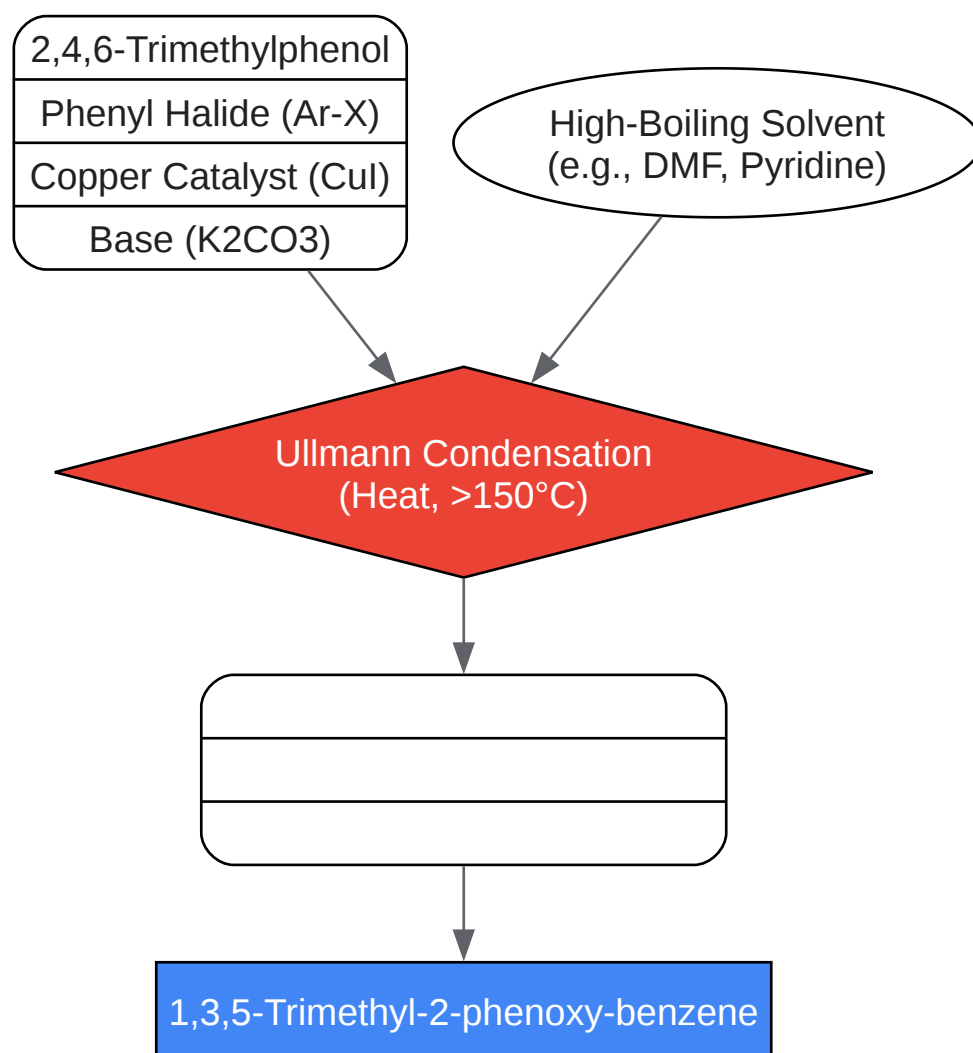 2,4,6-Trimethylphenol
Phenyl Halide (Ar-X)
Copper Catalyst (CuI)
Base (K2CO3)
High-Boiling Solvent
(e.g., DMF, Pyridine)
Ullmann Condensation
(Heat, >150°C)
1,3,5-Trimethyl-2-phenoxy-benzene